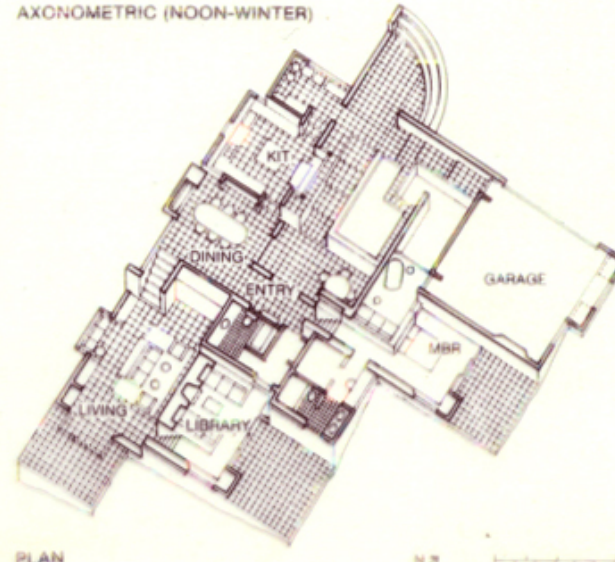 AXONOMETRIC (NOON-WINTER)
KIT
DINING
ENTRY
GARAGE
MBR
LIVING
LIBRARY
PLAN